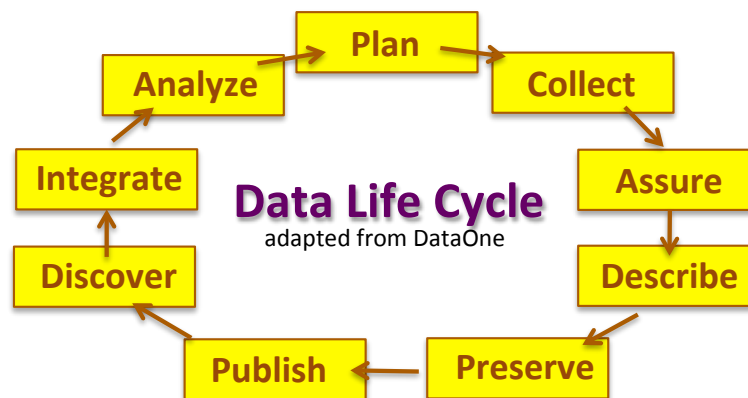 Plan
Analyze
Collect
Integrate
Assure
Data Life Cycle
adapted from DataOne
Discover
Describe
Publish
Preserve